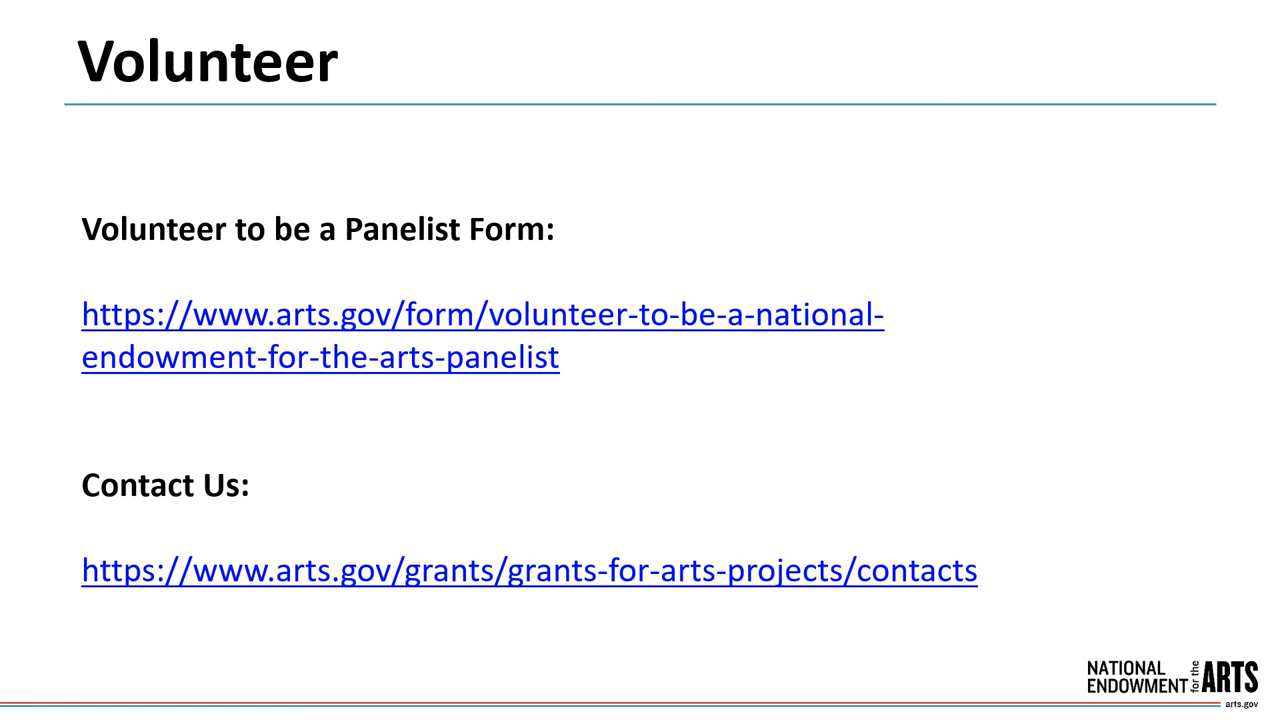 Volunteer
Volunteer to be a Panelist Form:
https://www.arts.gov/form/volunteer-to-be-a-national-
endowment-for-the-arts-panelist
Contact Us:
https://www.arts.gov/grants/grants-for-arts-projects/contacts
NATIONAL
ENDOWMENT for the ARTS
arts.gov